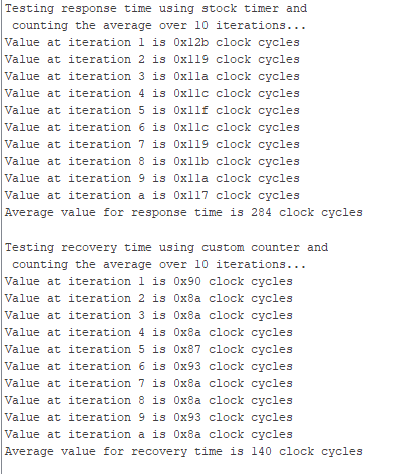 Testing response time using stock timer and
counting the average over 10 iterations...
Value at iteration 1 is 0x12b clock cycles
Value at iteration 2 is 0x119 clock cycles
Value at iteration 3 is 0x11a clock cycles
Value at iteration 4 is 0x11c clock cycles
Value at iteration 5 is 0x11f clock cycles
Value at iteration 6 is 0x11c clock cycles
Value at iteration 7 is 0x119 clock cycles
Value at iteration 8 is 0x11b clock cycles
Value at iteration 9 is 0x11a clock cycles
Value at iteration a is 0x117 clock cycles
Average value for response time is 284 clock cycles
Testing recovery time using custom counter and
counting the average over 10 iterations...
Value at iteration 1 is 0x90 clock cycles
Value at iteration 2 is 0x8a clock cycles
Value at iteration 3 is 0x8a clock cycles
Value at iteration 4 is 0x8a clock cycles
Value at iteration 5 is 0x87 clock cycles
Value at iteration 6 is 0x93 clock cycles
Value at iteration 7 is 0x8a clock cycles
Value at iteration 8 is 0x8a clock cycles
Value at iteration 9 is 0x93 clock cycles
Value at iteration a is 0x8a clock cycles
Average value for recovery time is 140 clock cycles